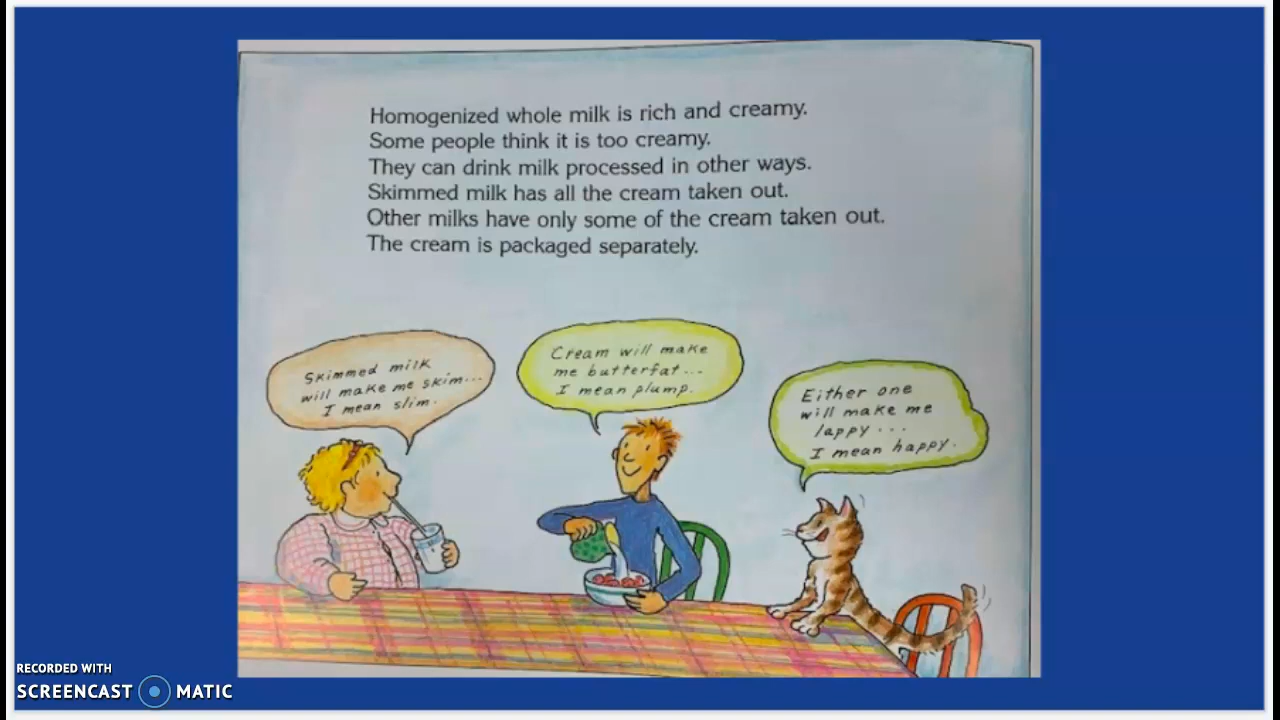 Homogenized whole milk is rich and creamy.
Some people think it is too creamy.
They can drink milk processed in other ways.
Skimmed milk has all the cream taken out.
Other milks have only some of the cream taken out.
The cream is packaged separately.
Skimmed milk
will make me skim...
I mean slim.
Cream will make
me butterfat...
I mean plump.
Either one
will make me
lappy...
I mean happy.
RECORDED WITH
SCREENCAST MATIC